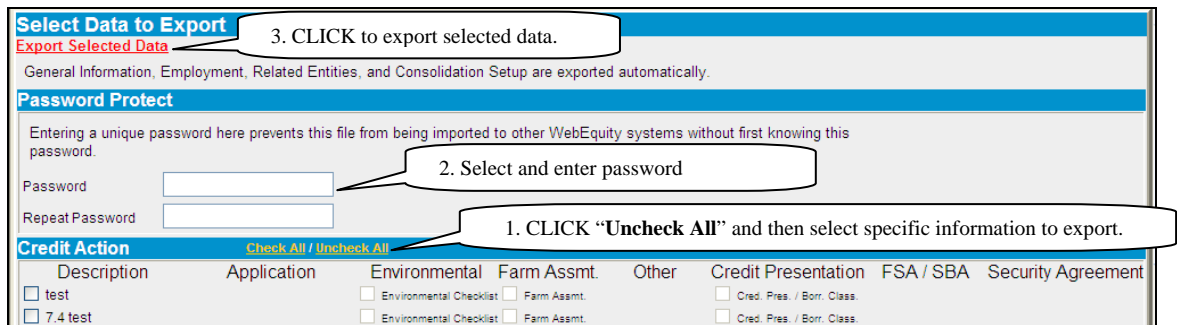 Select Data to Export
Export Selected Data
3. CLICK to export selected data.
General Information, Employment, Related Entities, and Consolidation Setup are exported automatically.
Password Protect
Entering a unique password here prevents this file from being imported to other WebEquity systems without first knowing this
password.
2. Select and enter password
Password
Repeat Password
1. CLICK “Uncheck All” and then select specific information to export.
Credit Action Check All / Uncheck All
Description Application Environmental Farm Assmt. Other Credit Presentation FSA / SBA Security Agreement
test Environmental Checklist Farm Assmt. Cred. Pres. / Borr. Class.
7.4 test Environmental Checklist Farm Assmt. Cred. Pres. / Borr. Class.